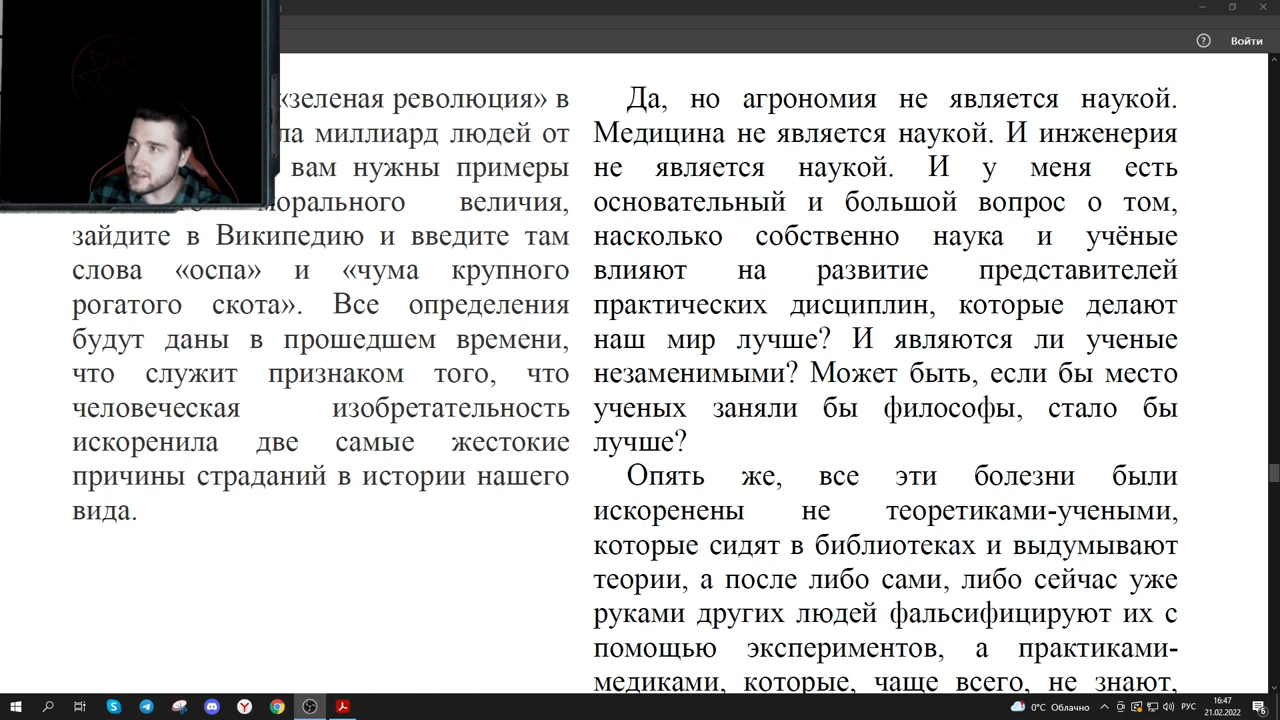 Войти
«зеленая революция» в
миллиард людей от
вам нужны примеры
морального величия,
зайдите в Википедию и введите там
слова «оспа» и «чума крупного
рогатого скота». Все определения
будут даны в прошедшем времени,
что служит признаком того, что
человеческая изобретательность
искоренила две самые жестокие
причины страданий в истории нашего
вида.
Да, но агрономия не является наукой.
Медицина не является наукой. И инженерия
не является наукой. И у меня есть
основательный и большой вопрос о том,
насколько собственно наука и учёные
влияют на развитие представителей
практических дисциплин, которые делают
наш мир лучше? И являются ли ученые
незаменимыми? Может быть, если бы место
ученых заняли бы философы, стало бы
лучше?
Опять же, все эти болезни были
искоренены не теоретиками-учеными,
которые сидят в библиотеках и выдумывают
теории, а после либо сами, либо сейчас уже
руками других людей фальсифицируют их с
помощью экспериментов, а практиками-
медиками, которые, чаще всего, не знают,
0°C Облачно
РУС
16:47
21.02.2022
6